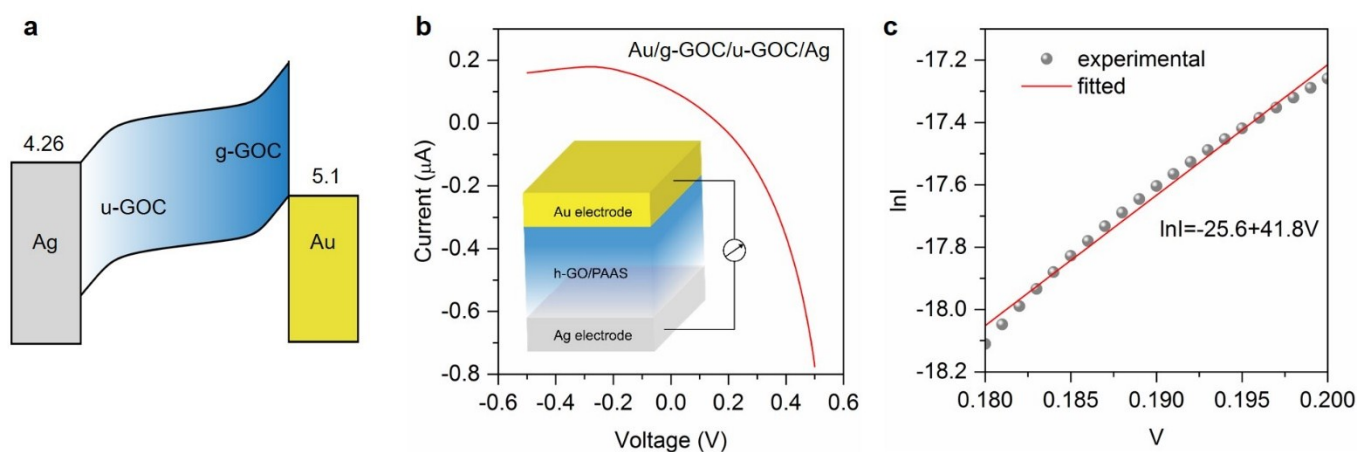 a
4.26
g-GOC
5.1
u-GOC
Ag
Au
b
Au/g-GOC/u-GOC/Ag
0.2
0.0
-0.2
-0.4
-0.6
-0.8
Current (μA)
Au electrode
h-GO/PAAS
Ag electrode
-0.6 -0.4 -0.2 0.0 0.2 0.4 0.6
Voltage (V)
c
experimental
fitted
-17.2
-17.4
-17.6
-17.8
-18.0
-18.2
lnI
lnI=-25.6+41.8V
0.180 0.185 0.190 0.195 0.200
V